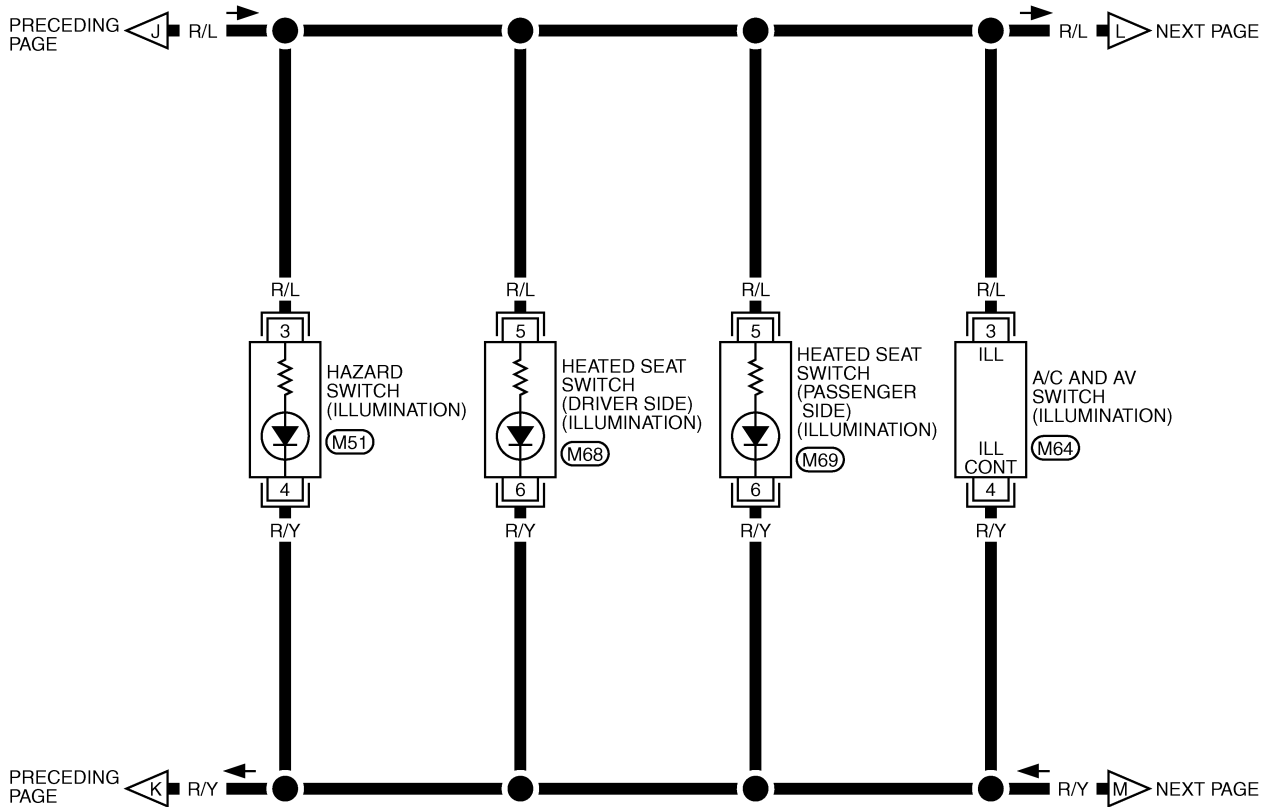 PRECEDING
PAGE
J
R/L
R/L
L
NEXT PAGE
R/L
R/L
R/L
R/L
3
5
5
3
ILL
HAZARD
SWITCH
(ILLUMINATION)
M51
HEATED SEAT
SWITCH
(DRIVER SIDE)
(ILLUMINATION)
M68
HEATED SEAT
SWITCH
(PASSENGER
SIDE)
(ILLUMINATION)
M69
A/C AND AV
SWITCH
(ILLUMINATION)
M64
ILL
CONT
4
6
6
4
R/Y
R/Y
R/Y
R/Y
PRECEDING
PAGE
K
R/Y
R/Y
M
NEXT PAGE